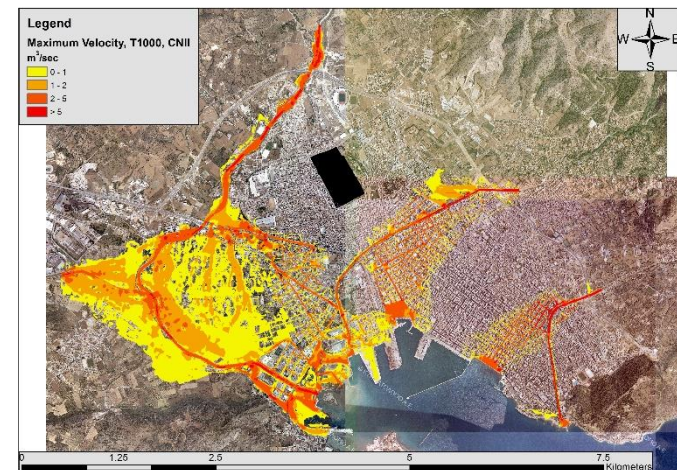 Legend
Maximum Velocity, T1000, CNII
m³/sec
0 - 1
1 - 2
2 - 5
> 5
N
W E
S
0 1.25 2.5 5 7.5
Kilometers